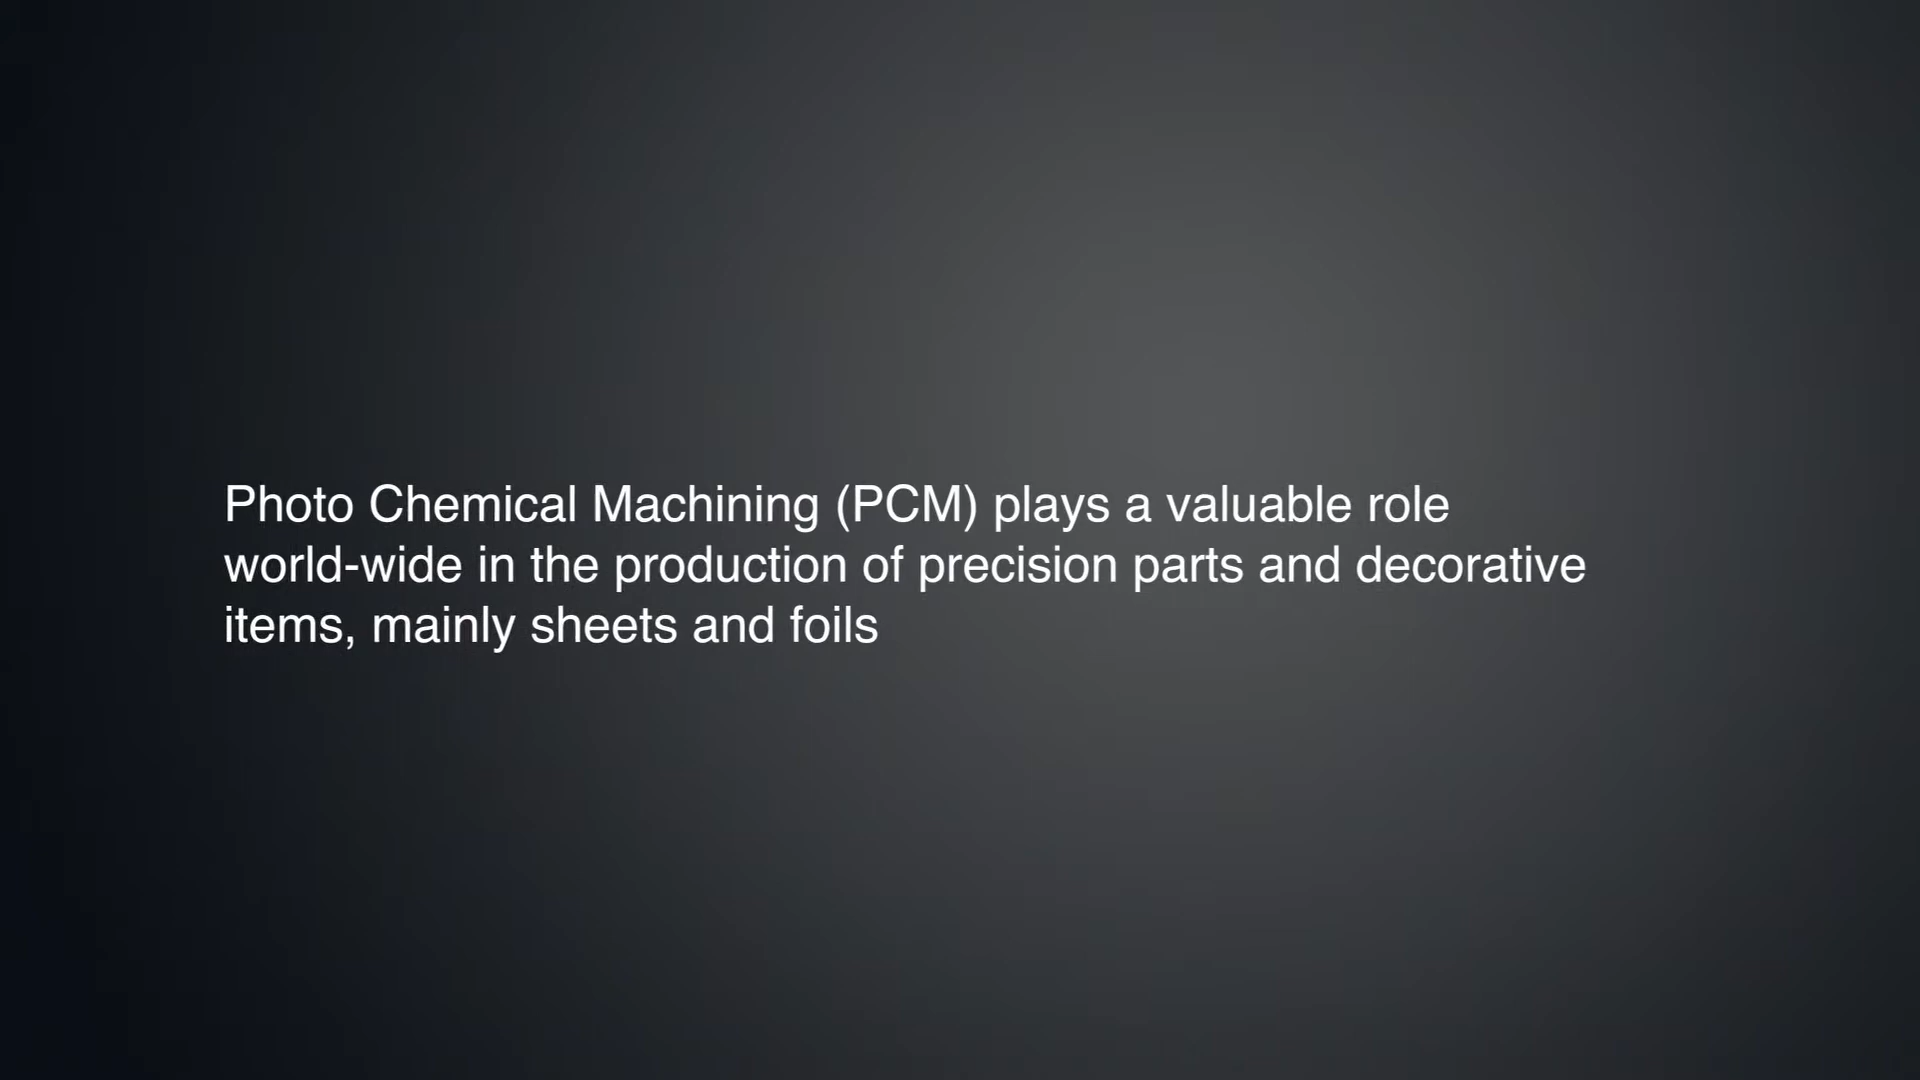 Photo Chemical Machining (PCM) plays a valuable role
world-wide in the production of precision parts and decorative
items, mainly sheets and foils